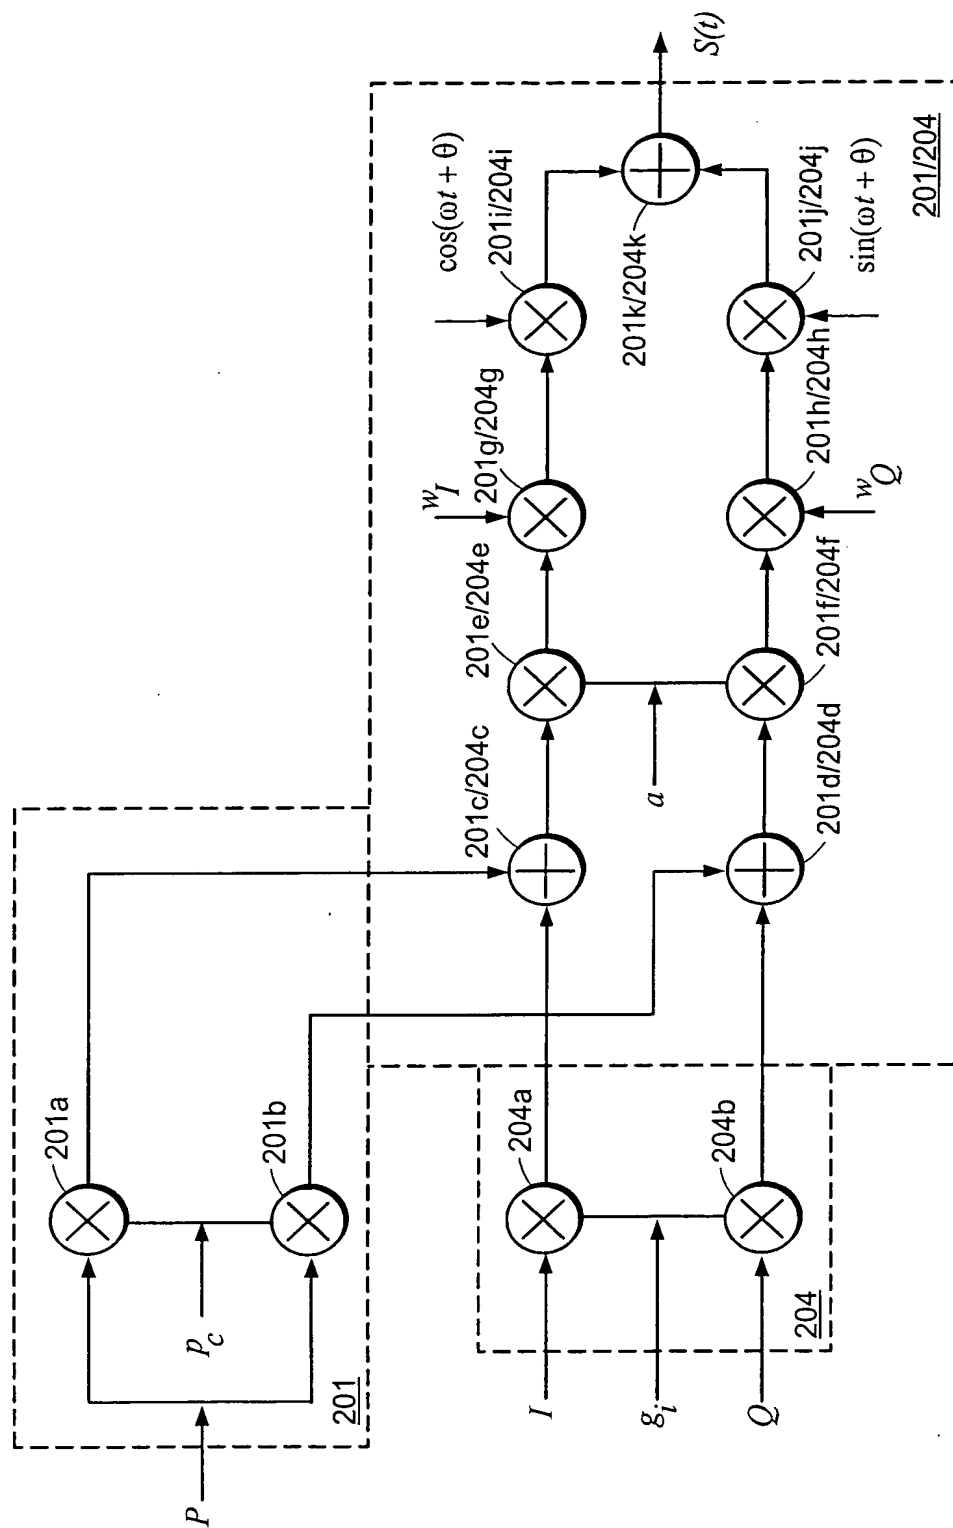 P
P_c
201
201a
201b
I
g_i
Q
204
204a
204b
201c/204c
201d/204d
a
201e/204e
201f/204f
w_I
201g/204g
w_Q
201h/204h
cos(ωt + θ)
201i/204i
201j/204j
sin(ωt + θ)
201k/204k
S(t)
201/204